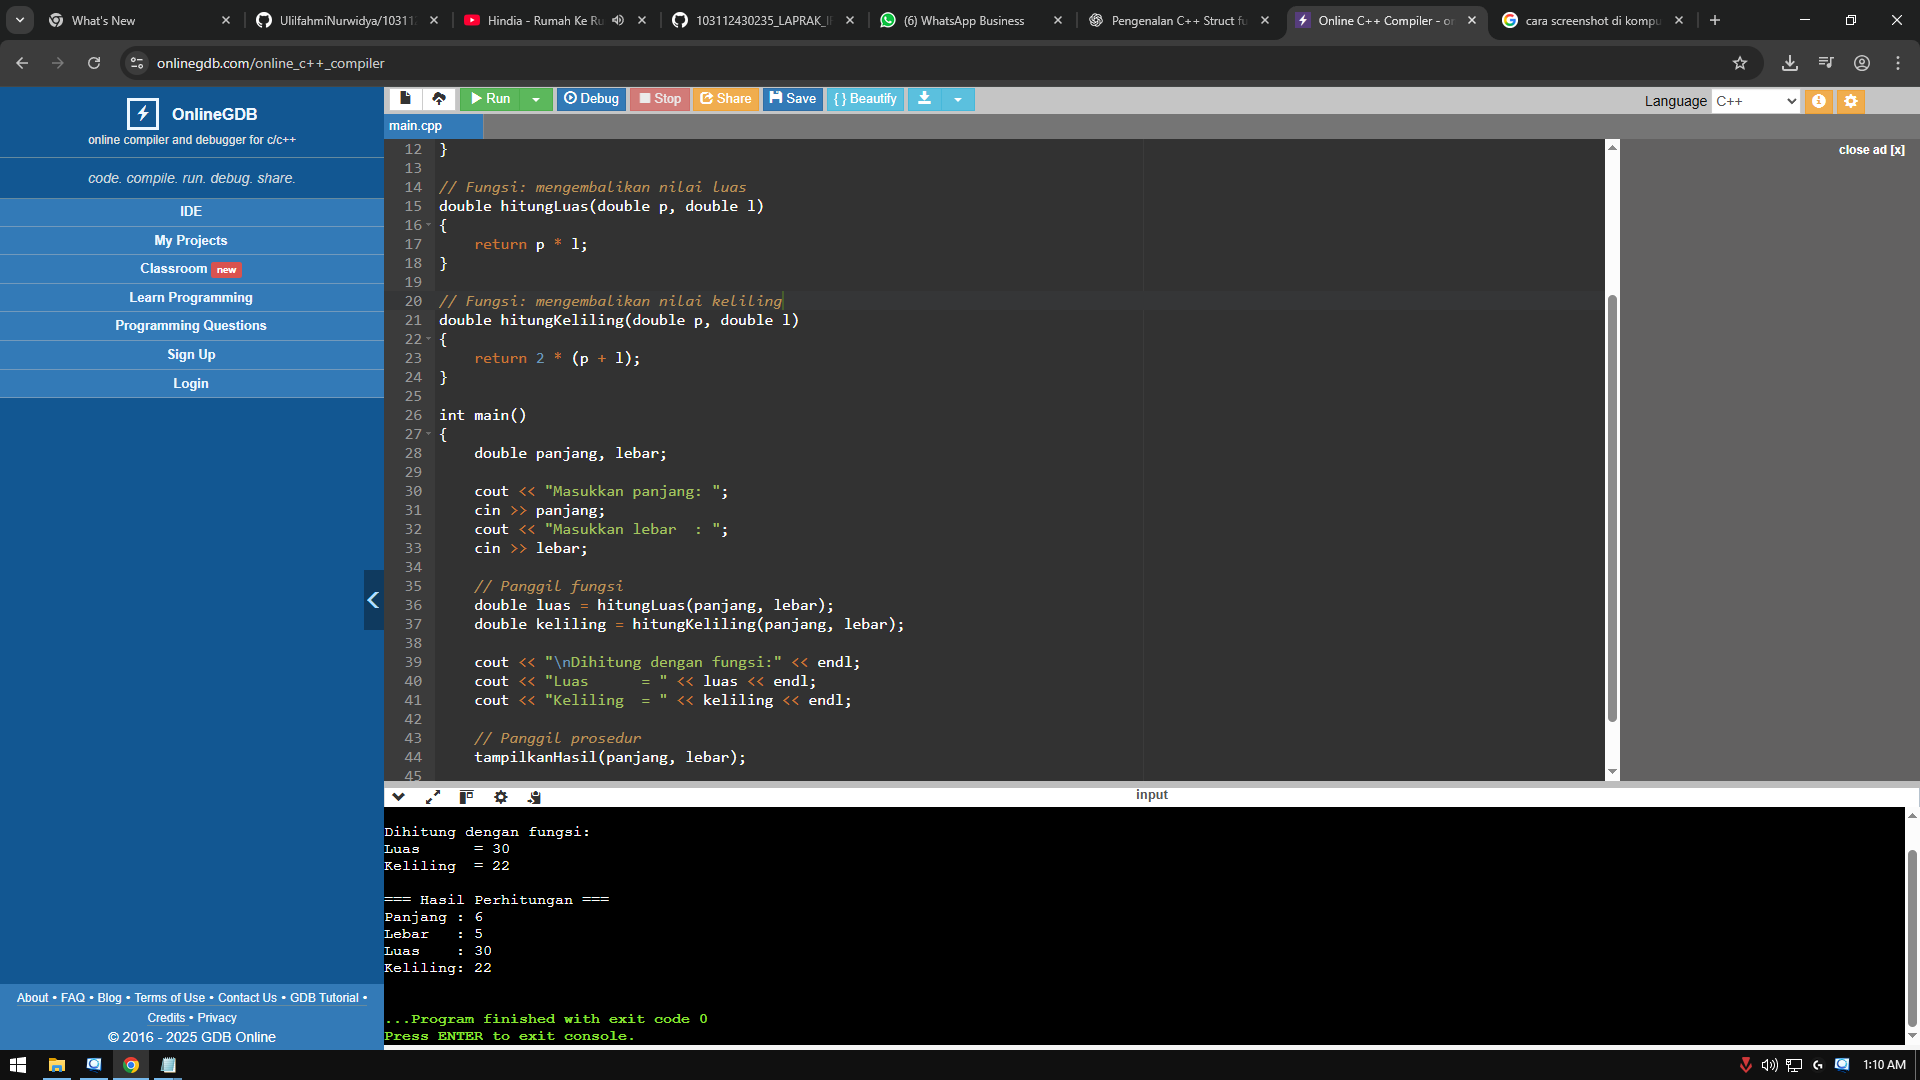 What's New
UlilfahmiNurwidya/10311
Hindia - Rumah Ke Ru
103112430235_LAPRAK_I
(6) WhatsApp Business
Pengenalan C++ Struct fu
Online C++ Compiler - o
cara screenshot di kompu
onlinegdb.com/online_c++_compiler
OnlineGDB
online compiler and debugger for c/c++
code. compile. run. debug. share.
IDE
My Projects
Classroom new
Learn Programming
Programming Questions
Sign Up
Login
About • FAQ • Blog • Terms of Use • Contact Us • GDB Tutorial •
Credits • Privacy
© 2016 - 2025 GDB Online
Run
Debug
Stop
Share
Save
{ } Beautify
Language C++
main.cpp
close ad [x]
12 }
13
14 // Fungsi: mengembalikan nilai luas
15 double hitungLuas(double p, double l)
16 {
17     return p * l;
18 }
19
20 // Fungsi: mengembalikan nilai keliling
21 double hitungKeliling(double p, double l)
22 {
23     return 2 * (p + l);
24 }
25
26 int main()
27 {
28     double panjang, lebar;
29
30     cout << "Masukkan panjang: ";
31     cin >> panjang;
32     cout << "Masukkan lebar  : ";
33     cin >> lebar;
34
35     // Panggil fungsi
36     double luas = hitungLuas(panjang, lebar);
37     double keliling = hitungKeliling(panjang, lebar);
38
39     cout << "\nDihitung dengan fungsi:" << endl;
40     cout << "Luas      = " << luas << endl;
41     cout << "Keliling  = " << keliling << endl;
42
43     // Panggil prosedur
44     tampilkanHasil(panjang, lebar);
45
input
Dihitung dengan fungsi:
Luas      = 30
Keliling  = 22
=== Hasil Perhitungan ===
Panjang : 6
Lebar   : 5
Luas    : 30
Keliling: 22
...Program finished with exit code 0
Press ENTER to exit console.
1:10 AM